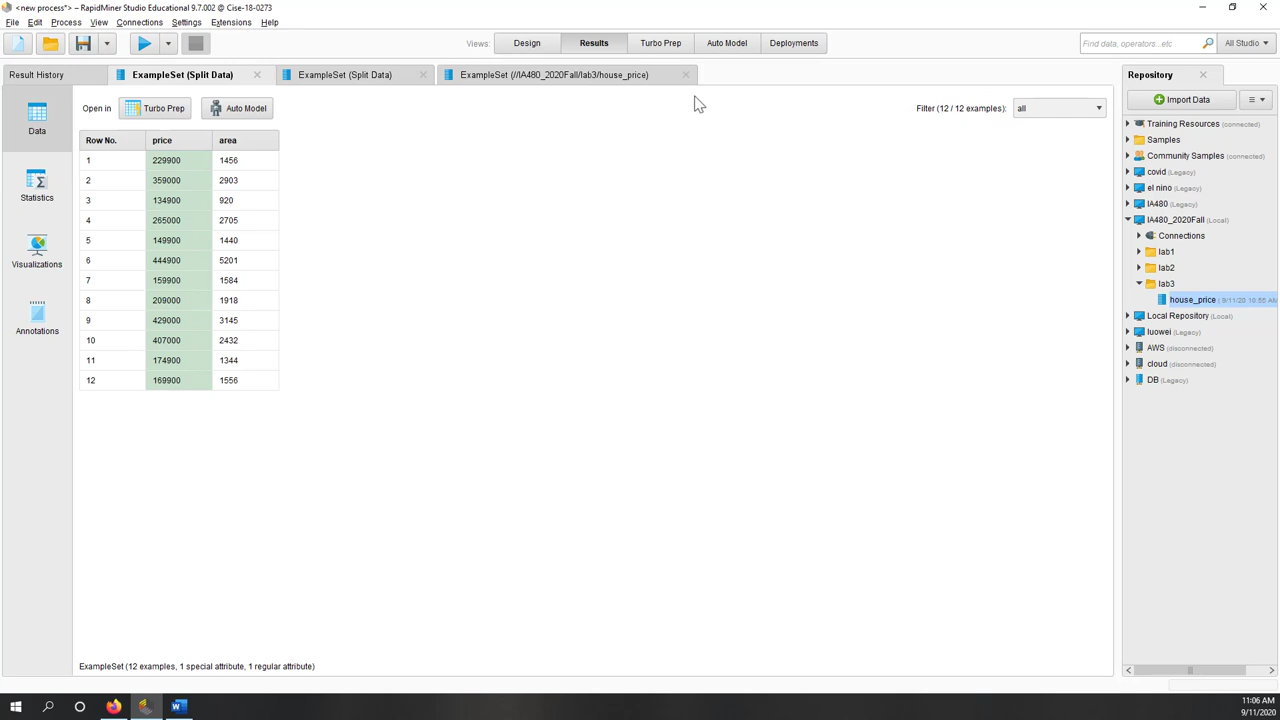 <new process*> – RapidMiner Studio Educational 9.7.002 @ Cise-18-0273
File Edit Process View Connections Settings Extensions Help
Views: Design Results Turbo Prep Auto Model Deployments
Find data, operators...etc All Studio
Result History ExampleSet (Split Data) ExampleSet (Split Data) ExampleSet (//IA480_2020Fall/lab3/house_price)
Repository
Open in Turbo Prep Auto Model Filter (12 / 12 examples): all
Import Data
Data
Statistics
Visualizations
Annotations
Row No. price area
1 229900 1456
2 359000 2903
3 134900 920
4 265000 2705
5 149900 1440
6 444900 5201
7 159900 1584
8 209000 1918
9 429000 3145
10 407000 2432
11 174900 1344
12 169900 1556
Training Resources (connected)
Samples
Community Samples (connected)
covid (Legacy)
el nino (Legacy)
IA480 (Legacy)
IA480_2020Fall (Local)
Connections
lab1
lab2
lab3
house_price (9/11/20 10:55 AM
Local Repository (Local)
luowei (Legacy)
AWS (disconnected)
cloud (disconnected)
DB (Legacy)
ExampleSet (12 examples, 1 special attribute, 1 regular attribute)
11:06 AM
9/11/2020